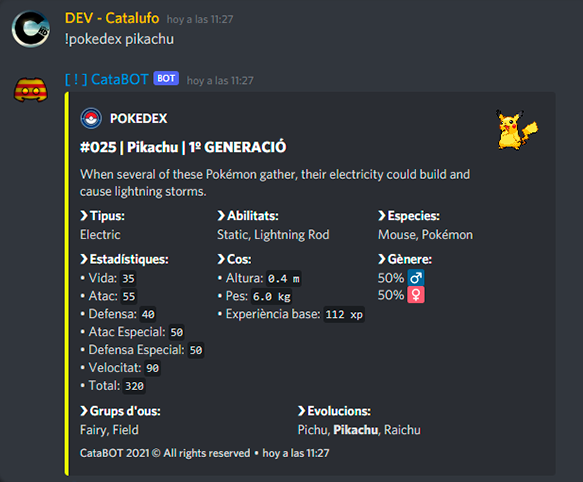 DEV - Catalufo hoy a las 11:27
!pokedex pikachu
[ ! ] CataBOT BOT hoy a las 11:27
POKEDEX
#025 | Pikachu | 1º GENERACIÓ
When several of these Pokémon gather, their electricity could build and
cause lightning storms.
❯ Tipus: ❯ Abilitats: ❯ Especies:
Electric Static, Lightning Rod Mouse, Pokémon
❯ Estadístiques: ❯ Cos: ❯ Gènere:
• Vida: 35 • Altura: 0.4 m 50% ♂
• Atac: 55 • Pes: 6.0 kg 50% ♀
• Defensa: 40 • Experiència base: 112 xp
• Atac Especial: 50
• Defensa Especial: 50
• Velocitat: 90
• Total: 320
❯ Grups d'ous: ❯ Evolucions:
Fairy, Field Pichu, Pikachu, Raichu
CataBOT 2021 © All rights reserved • hoy a las 11:27